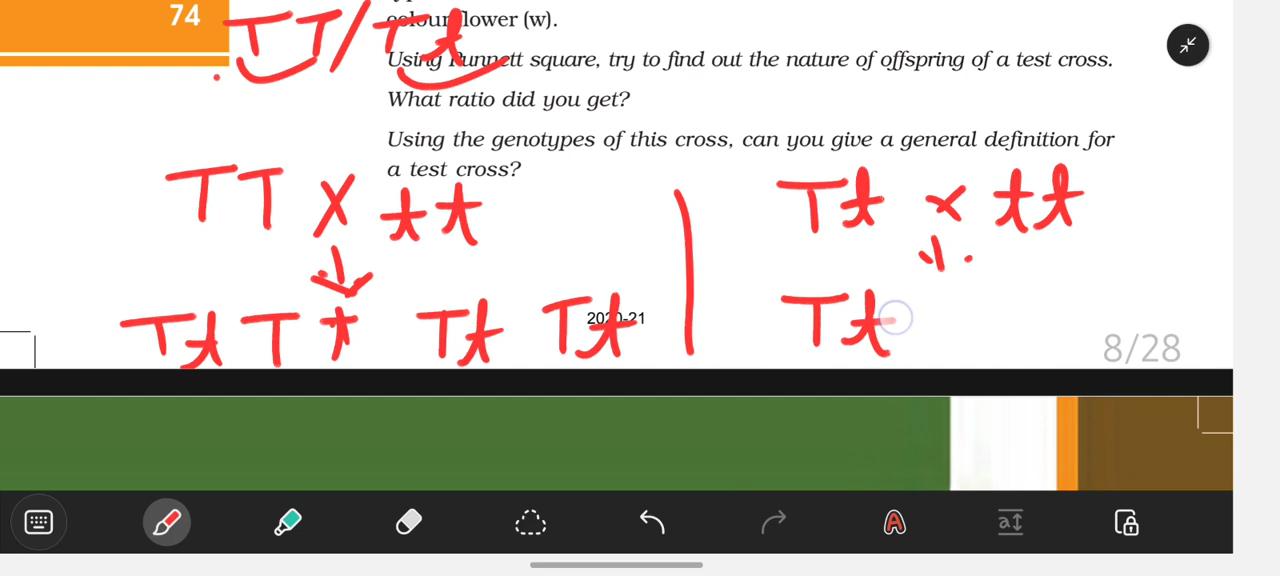 74
TT/Tt
colour flower (w).
Using Punnett square, try to find out the nature of offspring of a test cross.
What ratio did you get?
Using the genotypes of this cross, can you give a general definition for
a test cross?
TT X tt
Tt x tt
Tt Tt Tt Tt
Tt
2020-21
8/28
A
a